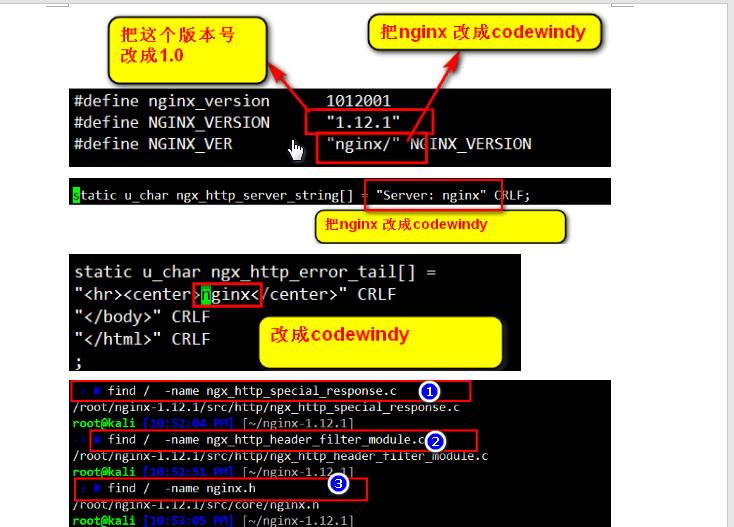 把这个版本号
改成1.0
把nginx 改成codewindy
#define nginx_version 1012001
#define NGINX_VERSION "1.12.1"
#define NGINX_VER "nginx/" NGINX_VERSION
static u_char ngx_http_server_string[] = "Server: nginx" CRLF;
把nginx 改成codewindy
static u_char ngx_http_error_tail[] =
"<hr><center>nginx</center>" CRLF
"</body>" CRLF
"</html>" CRLF
;
改成codewindy
-> # find / -name ngx_http_special_response.c 1
/root/nginx-1.12.1/src/http/ngx_http_special_response.c
root@kali [10:52:04 PM] [~/nginx-1.12.1]
-> # find / -name ngx_http_header_filter_module.c 2
/root/nginx-1.12.1/src/http/ngx_http_header_filter_module.c
root@kali [10:52:51 PM] [~/nginx-1.12.1]
-> # find / -name nginx.h 3
/root/nginx-1.12.1/src/core/nginx.h
root@kali [10:53:05 PM] [~/nginx-1.12.1]